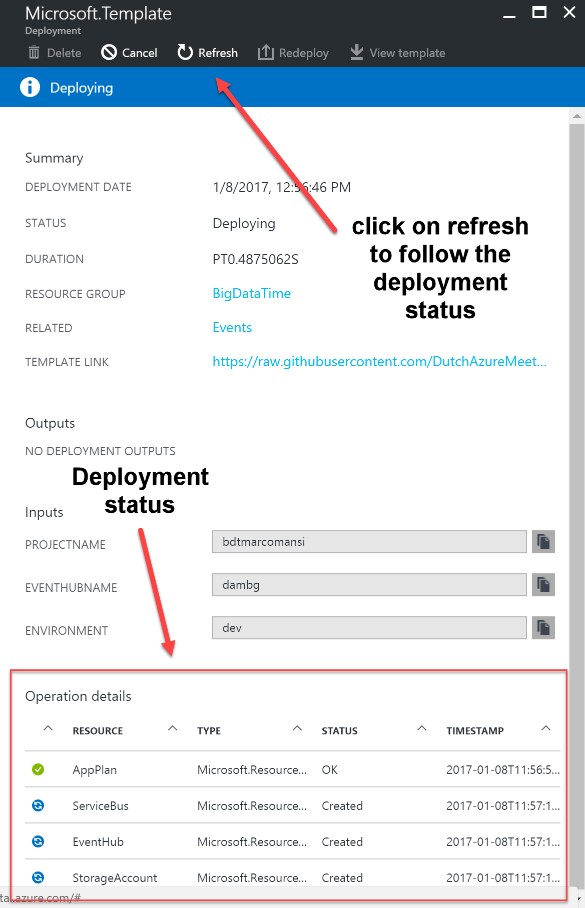 Microsoft.Template
Deployment
Delete Cancel Refresh Redeploy View template
Deploying
Summary
DEPLOYMENT DATE 1/8/2017, 12:56:46 PM
STATUS Deploying
click on refresh
to follow the
deployment
status
DURATION PT0.4875062S
RESOURCE GROUP BigDataTime
RELATED Events
TEMPLATE LINK https://raw.githubusercontent.com/DutchAzureMeet...
Outputs
NO DEPLOYMENT OUTPUTS
Deployment
status
Inputs
PROJECTNAME bdtmarcomansi
EVENTHUBNAME dambg
ENVIRONMENT dev
Operation details
RESOURCE TYPE STATUS TIMESTAMP
AppPlan Microsoft.Resource... OK 2017-01-08T11:56:5...
ServiceBus Microsoft.Resource... Created 2017-01-08T11:57:1...
EventHub Microsoft.Resource... Created 2017-01-08T11:57:1...
StorageAccount Microsoft.Resource... Created 2017-01-08T11:57:1...
ta.azure.com/#